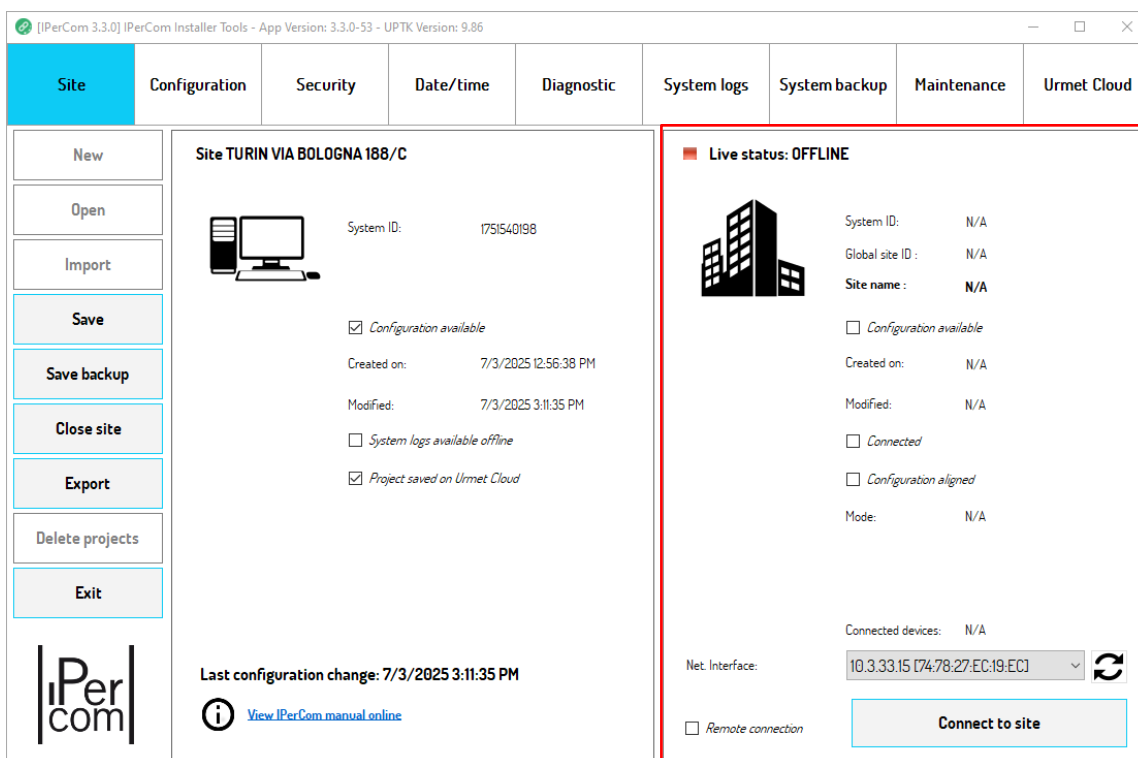 [IPerCom 3.3.0] IPerCom Installer Tools - App Version: 3.3.0-53 - UPTK Version: 9.86
Site
Configuration
Security
Date/time
Diagnostic
System logs
System backup
Maintenance
Urmet Cloud
New
Open
Import
Save
Save backup
Close site
Export
Delete projects
Exit
IPer
com
Site TURIN VIA BOLOGNA 188/C
System ID: 1751540198
Configuration available
Created on: 7/3/2025 12:56:38 PM
Modified: 7/3/2025 3:11:35 PM
System logs available offline
Project saved on Urmet Cloud
Last configuration change: 7/3/2025 3:11:35 PM
View IPerCom manual online
Live status: OFFLINE
System ID: N/A
Global site ID : N/A
Site name : N/A
Configuration available
Created on: N/A
Modified: N/A
Connected
Configuration aligned
Mode: N/A
Connected devices: N/A
Net. Interface: 10.3.33.15 [74:78:27:EC:19:EC]
Remote connection
Connect to site